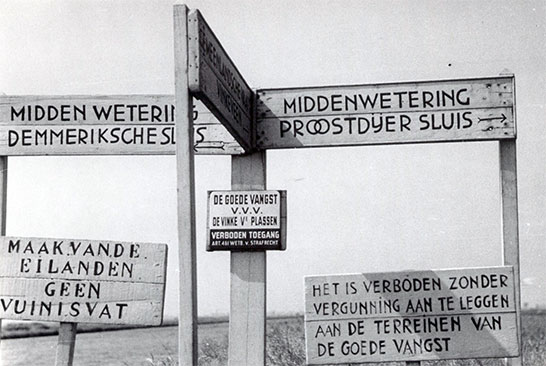 MIDDEN WETERING
DEMMERIKSCHE SLUIS
MIDDENWETERING
PROOSTDIJER SLUIS
DE GOEDE VANGST
V.V.V.
DE VINKE VN PLASSEN
VERBODEN TOEGANG
ART. 461 WETB. V. STRAFRECHT
MAAK.VAN.DE.
EILANDEN
GEEN
VUINISVAT
HET IS VERBODEN ZONDER
VERGUNNING AAN TE LEGGEN
AAN DE TERREINEN VAN
DE GOEDE VANGST